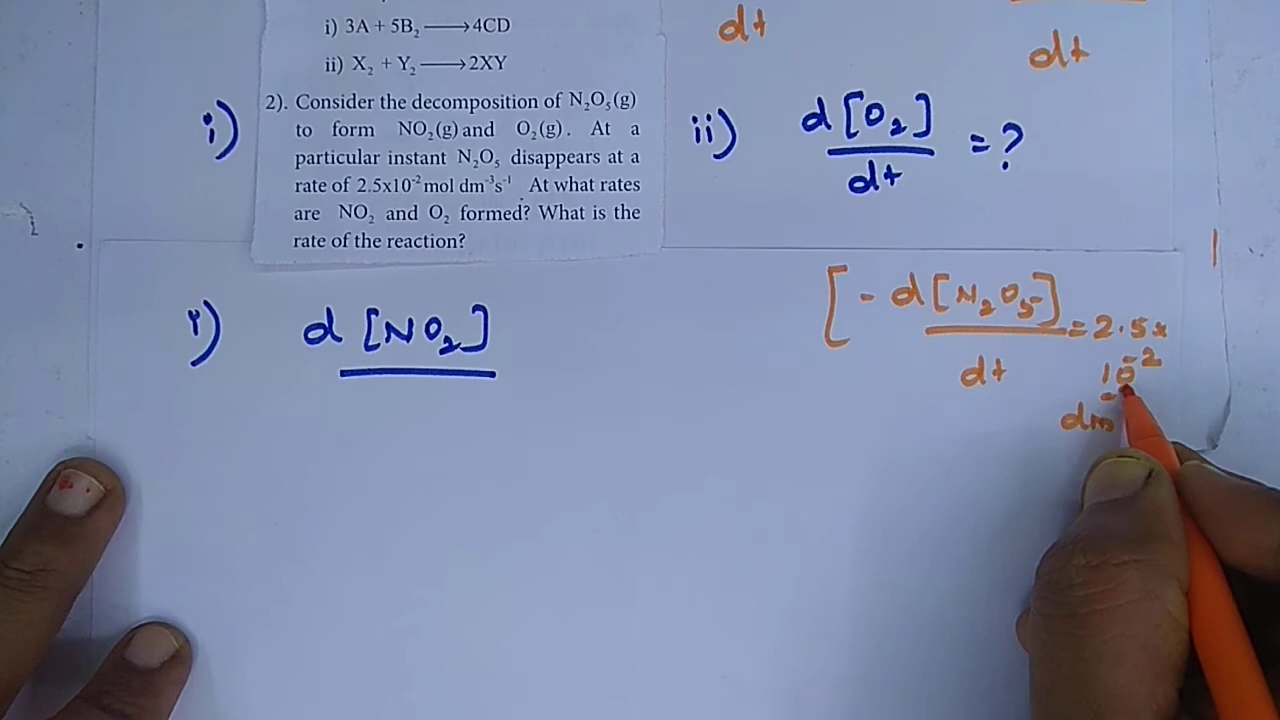 i) 3A + 5B₂ ⟶ 4CD
ii) X₂ + Y₂ ⟶ 2XY
2). Consider the decomposition of N₂O₅(g)
to form NO₂(g) and O₂(g). At a
particular instant N₂O₅ disappears at a
rate of 2.5x10⁻² mol dm⁻³s⁻¹. At what rates
are NO₂ and O₂ formed? What is the
rate of the reaction?
dt
dt
i)
ii) d[O₂]
dt
= ?
i) d[NO₂]
[ - d[N₂O₅]
dt
= 2.5 x
10⁻²
dm